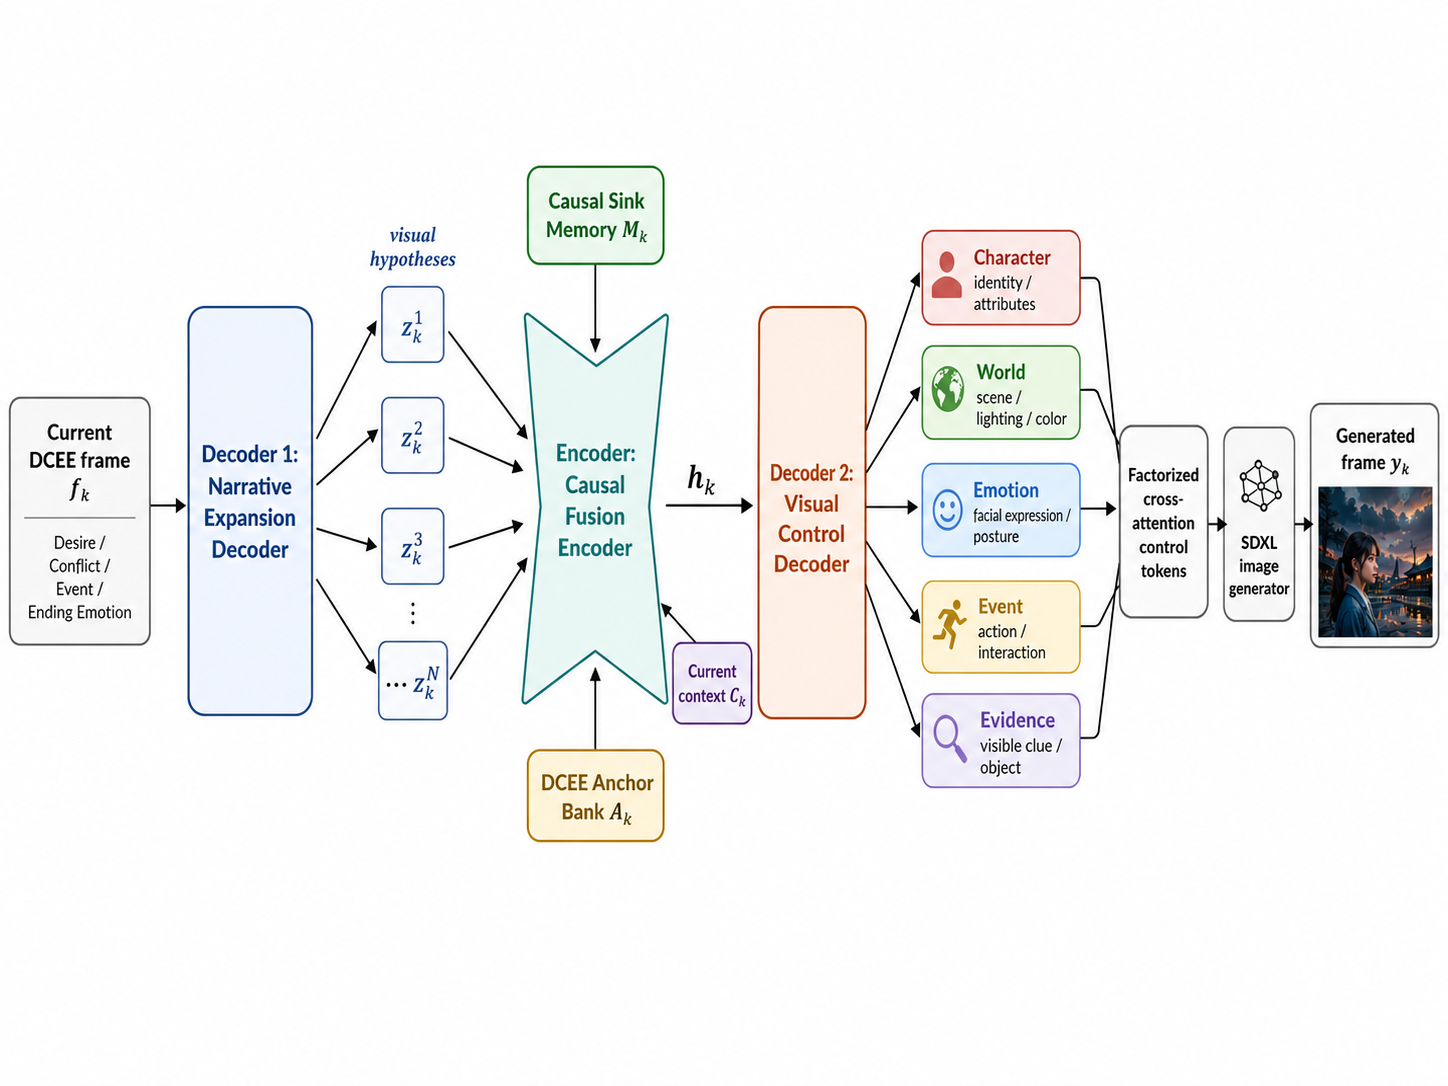 Current
DCEE frame
f_k
Desire /
Conflict /
Event /
Ending Emotion
Decoder 1:
Narrative
Expansion
Decoder
visual
hypotheses
z_k^1
z_k^2
z_k^3
⋮
... z_k^N
Causal Sink
Memory M_k
Encoder:
Causal
Fusion
Encoder
DCEE Anchor
Bank A_k
Current
context C_k
h_k
Decoder 2:
Visual
Control
Decoder
Character
identity /
attributes
World
scene /
lighting / color
Emotion
facial expression /
posture
Event
action /
interaction
Evidence
visible clue /
object
Factorized
cross-
attention
control
tokens
SDXL
image
generator
Generated
frame y_k